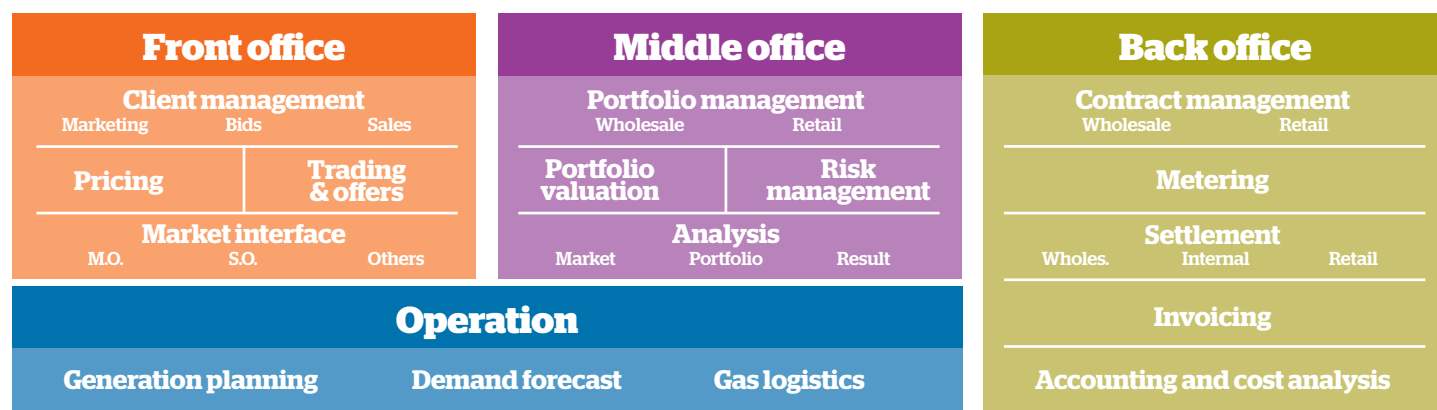 Front office
Client management
Marketing Bids Sales
Pricing
Trading
& offers
Market interface
M.O. S.O. Others
Middle office
Portfolio management
Wholesale Retail
Portfolio
valuation
Risk
management
Analysis
Market Portfolio Result
Back office
Contract management
Wholesale Retail
Metering
Settlement
Wholes. Internal Retail
Invoicing
Accounting and cost analysis
Operation
Generation planning Demand forecast Gas logistics